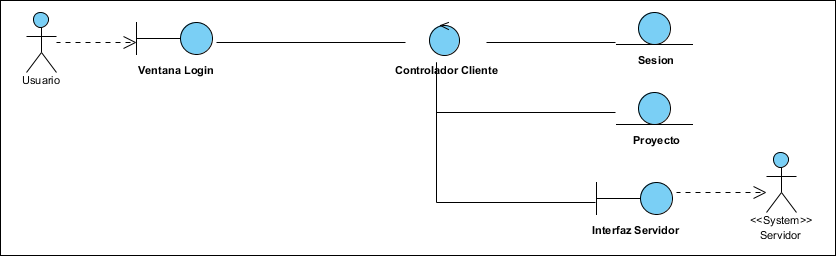 Usuario
Ventana Login
Controlador Cliente
Sesion
Proyecto
Interfaz Servidor
<<System>>
Servidor